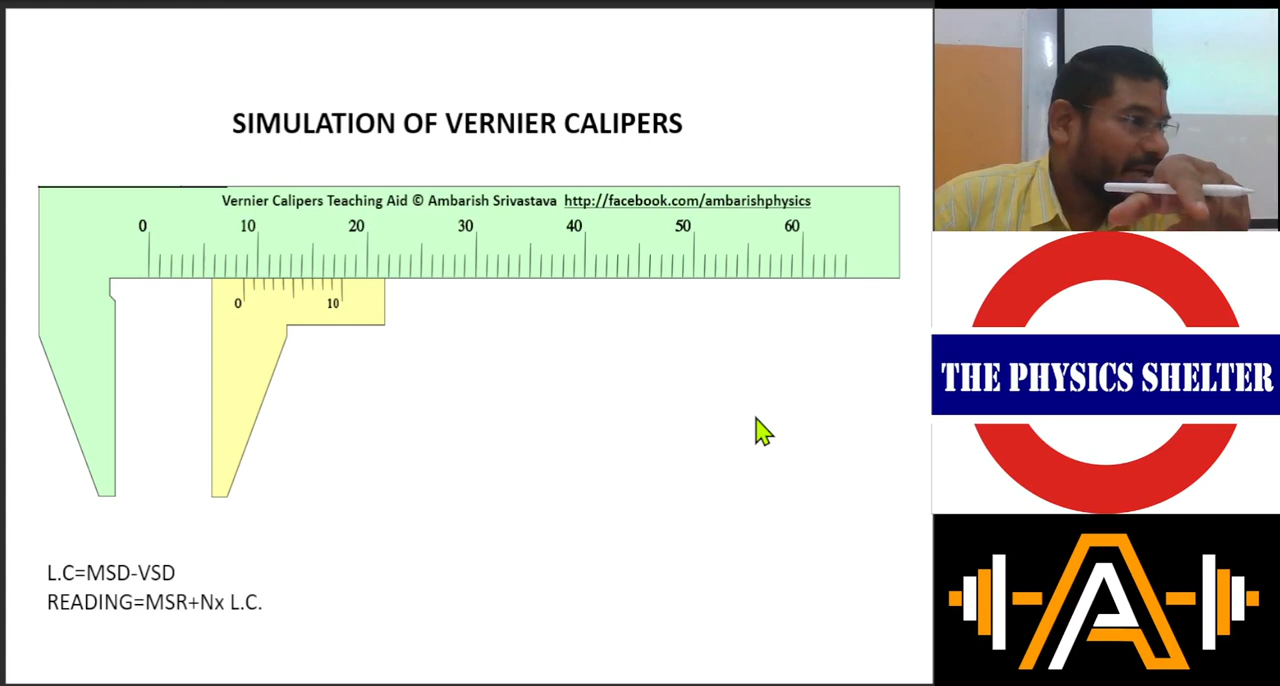 SIMULATION OF VERNIER CALIPERS
Vernier Calipers Teaching Aid © Ambarish Srivastava http://facebook.com/ambarishphysics
0 10 20 30 40 50 60
0 10
L.C=MSD-VSD
READING=MSR+Nx L.C.
THE PHYSICS SHELTER
A